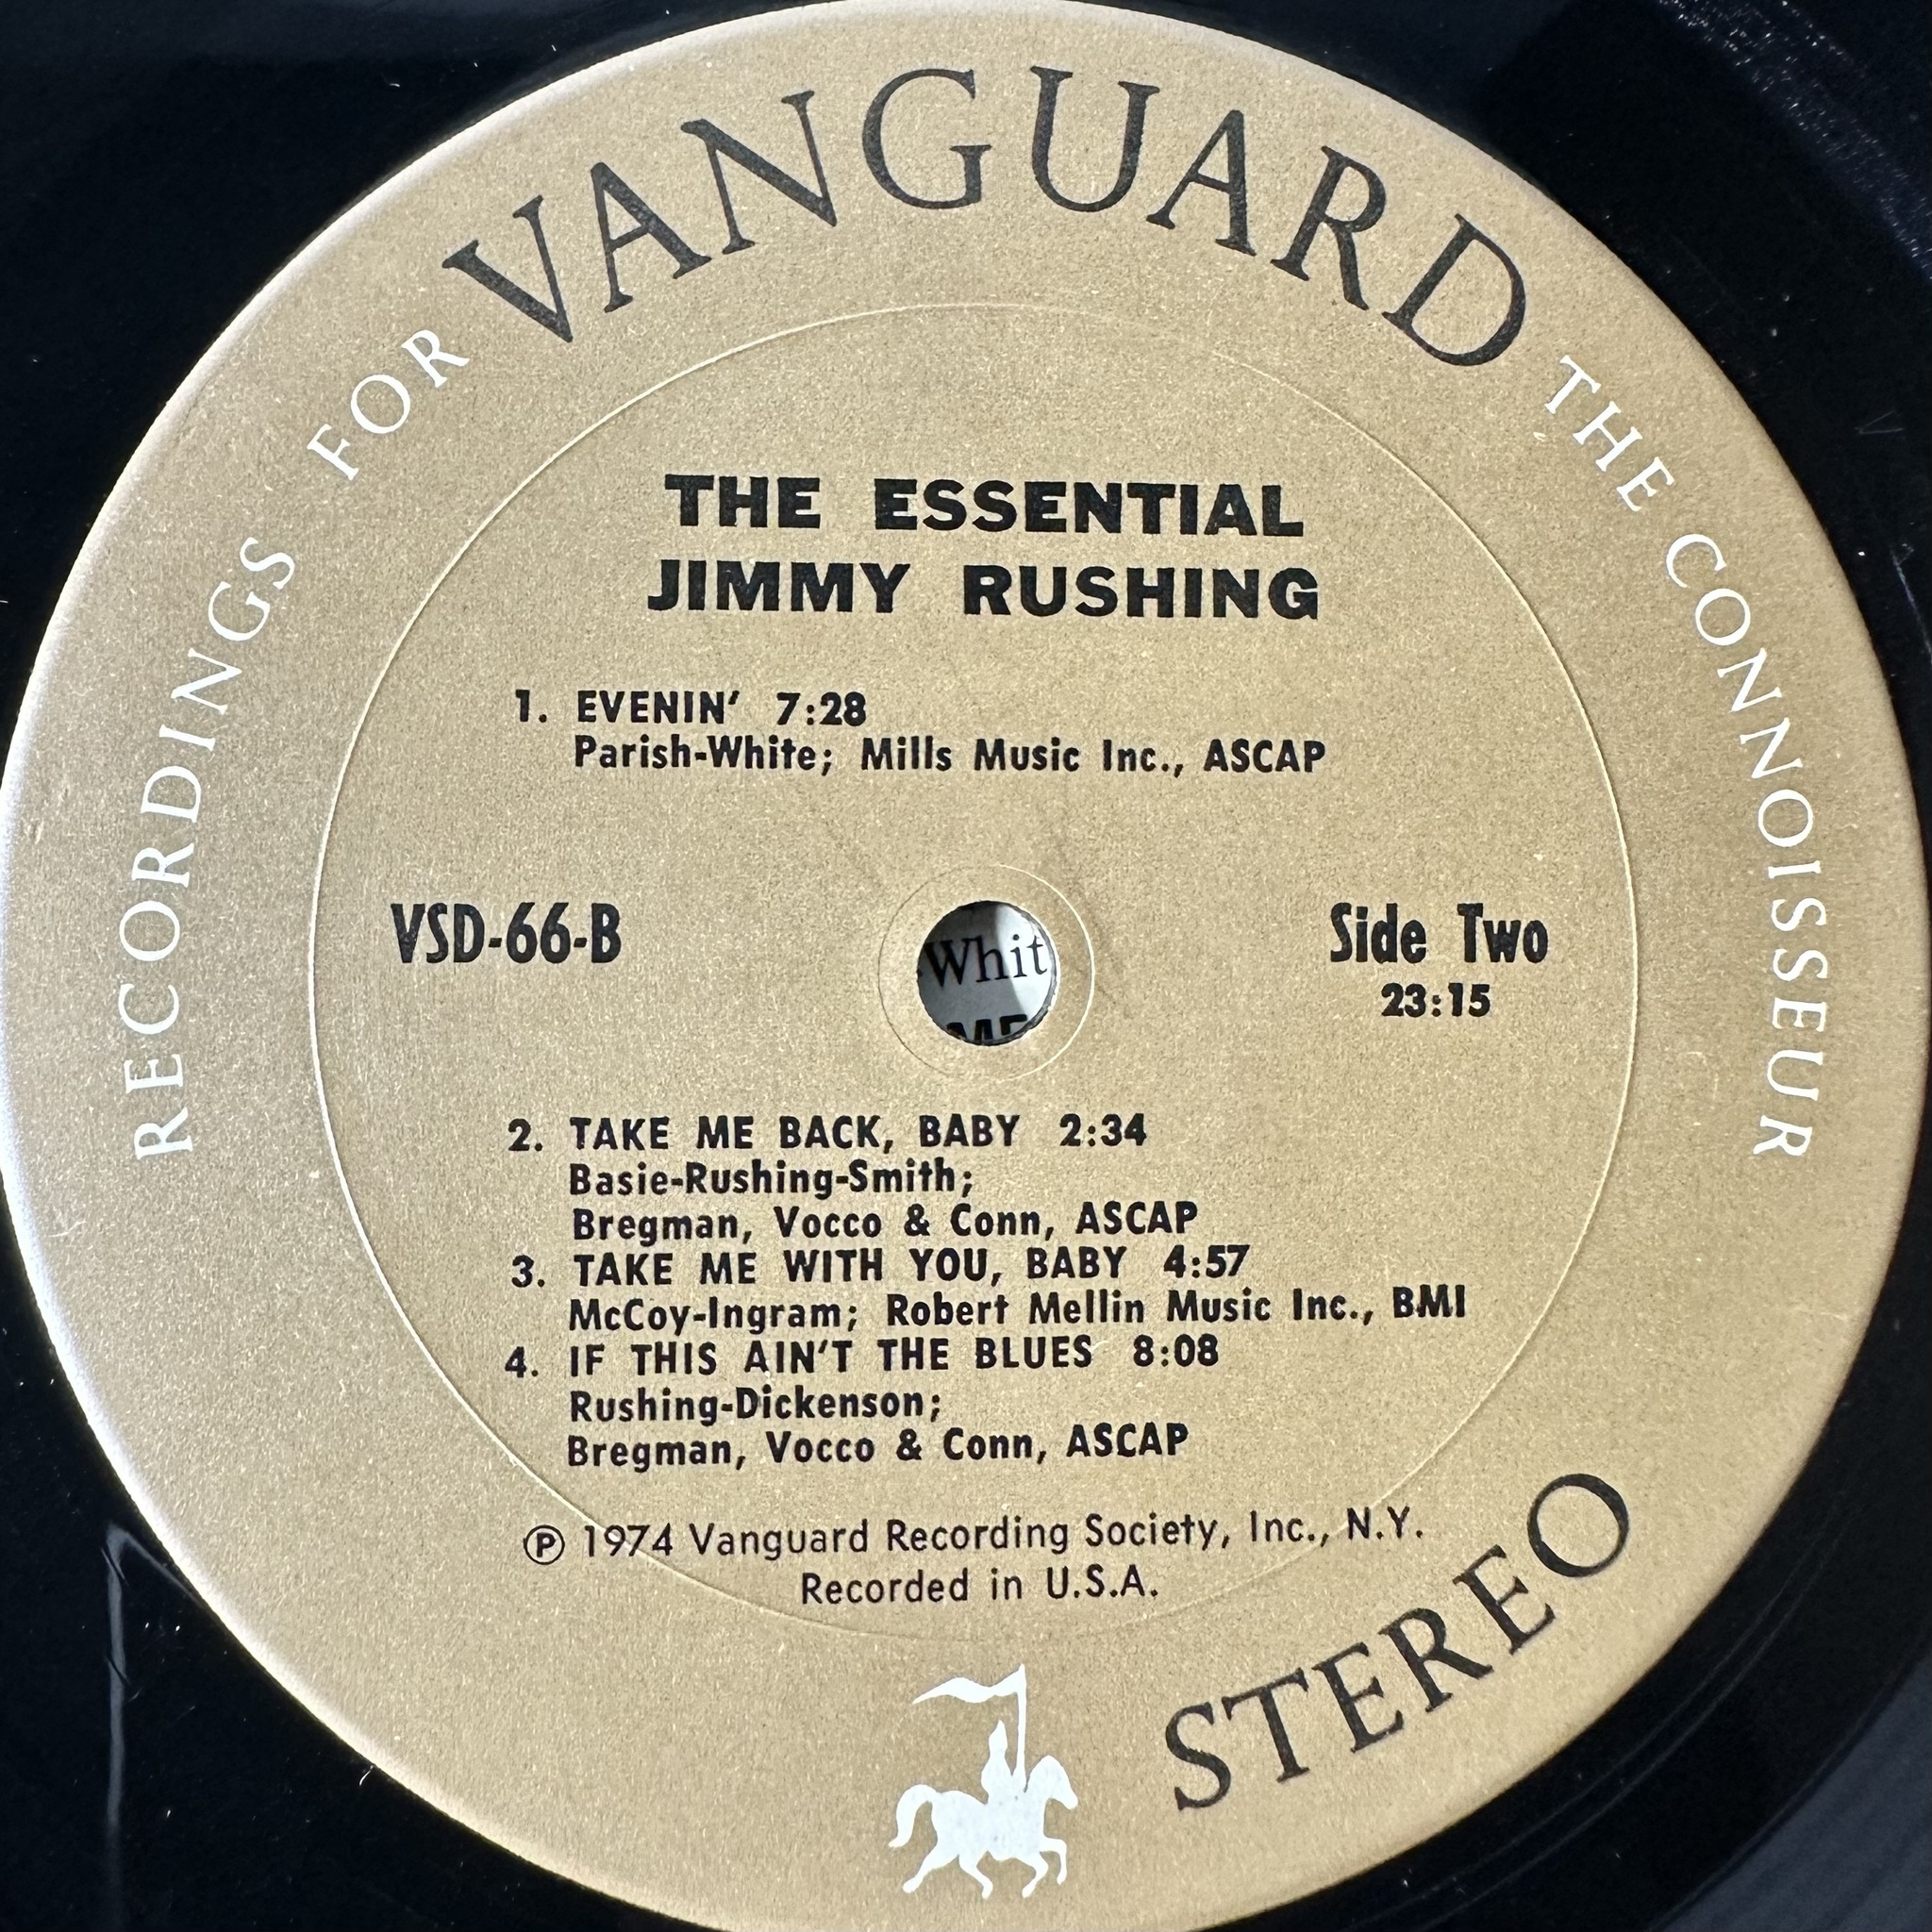 RECORDINGS FOR VANGUARD THE CONNOISSEUR
THE ESSENTIAL
JIMMY RUSHING
1. EVENIN' 7:28
Parish-White; Mills Music Inc., ASCAP
VSD-66-B
Whit
Side Two
23:15
2. TAKE ME BACK, BABY 2:34
Basie-Rushing-Smith;
Bregman, Vocco & Conn, ASCAP
3. TAKE ME WITH YOU, BABY 4:57
McCoy-Ingram; Robert Mellin Music Inc., BMI
4. IF THIS AIN'T THE BLUES 8:08
Rushing-Dickenson;
Bregman, Vocco & Conn, ASCAP
Ⓟ 1974 Vanguard Recording Society, Inc., N.Y.
Recorded in U.S.A.
STEREO